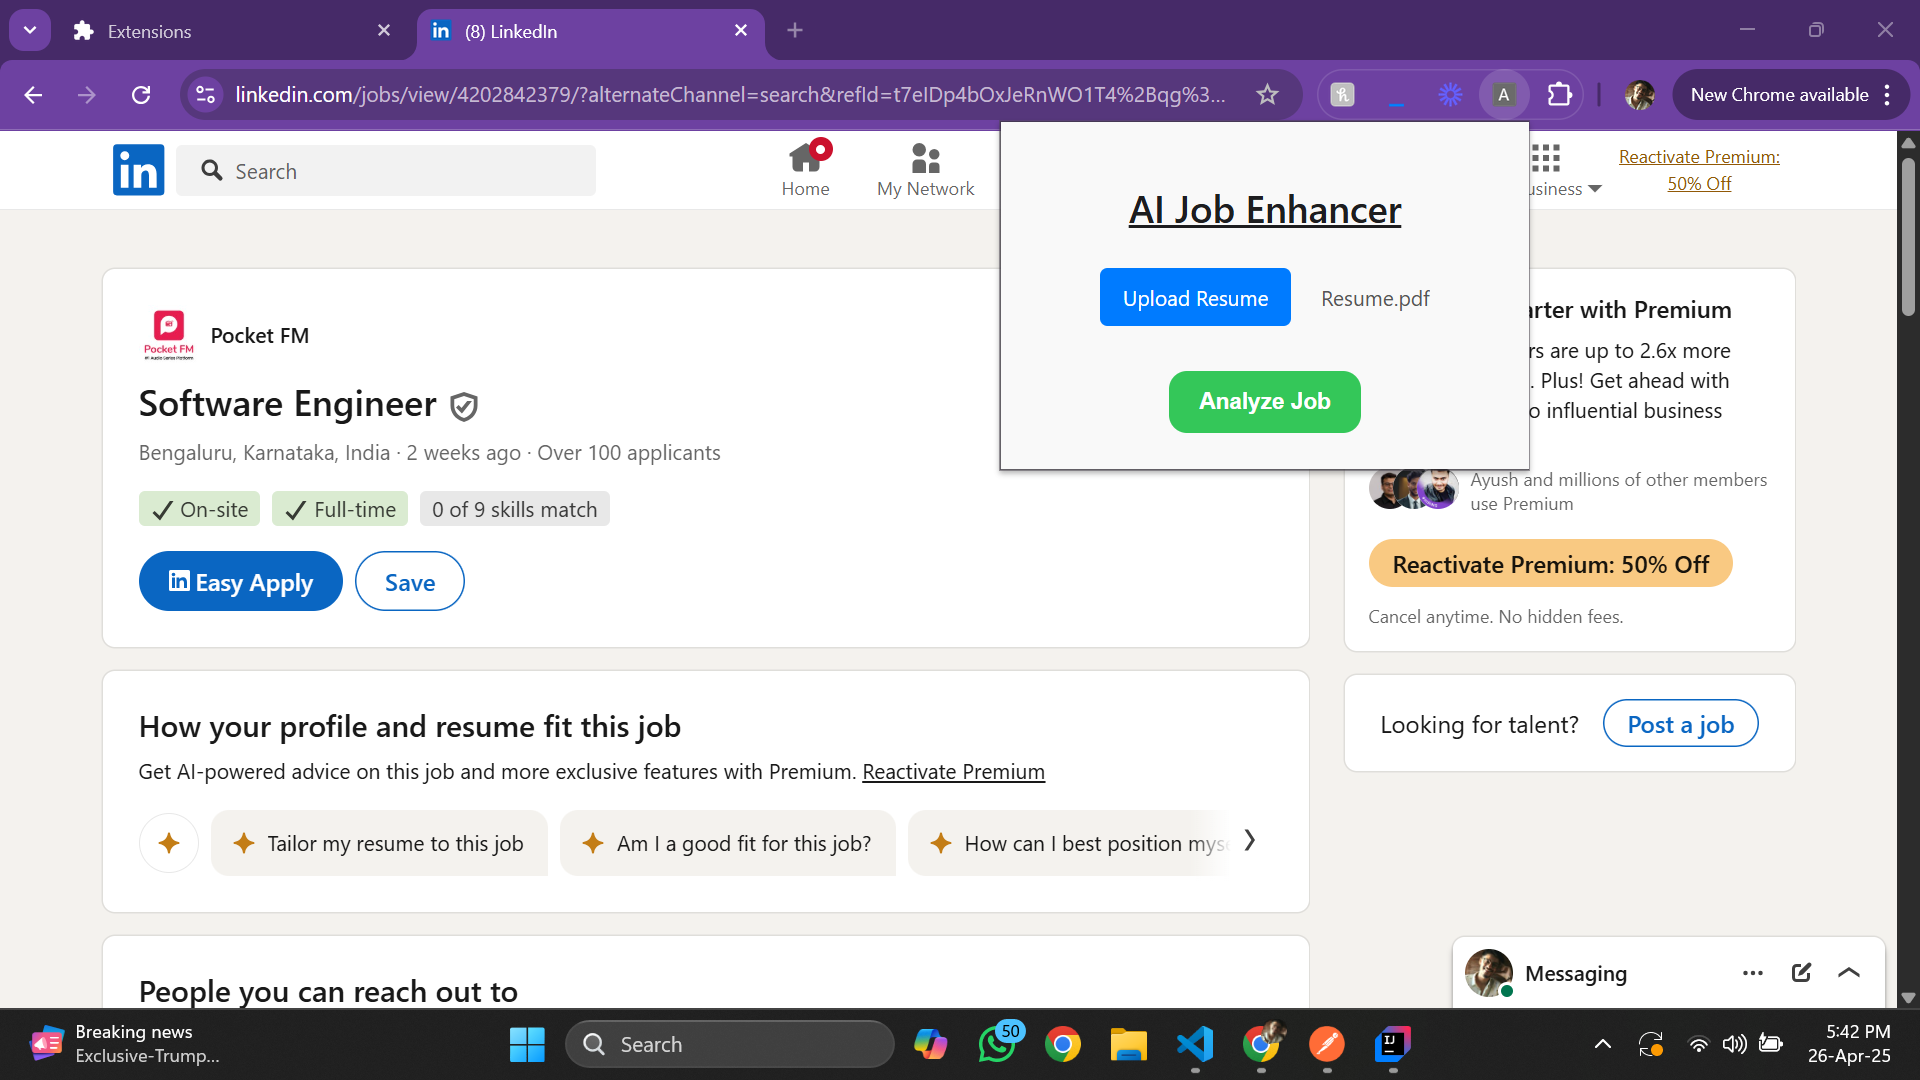 Extensions
(8) LinkedIn
linkedin.com/jobs/view/4202842379/?alternateChannel=search&refId=t7eIDp4bOxJeRnWO1T4%2Bqg%3...
A
New Chrome available
in
Search
Home
My Network
usiness
Reactivate Premium:
50% Off
AI Job Enhancer
Upload Resume
Resume.pdf
Analyze Job
Pocket FM
Pocket FM
Software Engineer
Bengaluru, Karnataka, India · 2 weeks ago · Over 100 applicants
On-site
Full-time
0 of 9 skills match
in Easy Apply
Save
arter with Premium
rs are up to 2.6x more
. Plus! Get ahead with
o influential business
Ayush and millions of other members
use Premium
Reactivate Premium: 50% Off
Cancel anytime. No hidden fees.
How your profile and resume fit this job
Get AI-powered advice on this job and more exclusive features with Premium. Reactivate Premium
Tailor my resume to this job
Am I a good fit for this job?
How can I best position myse
Looking for talent?
Post a job
People you can reach out to
Messaging
Breaking news
Exclusive-Trump...
Search
50
IJ
5:42 PM
26-Apr-25